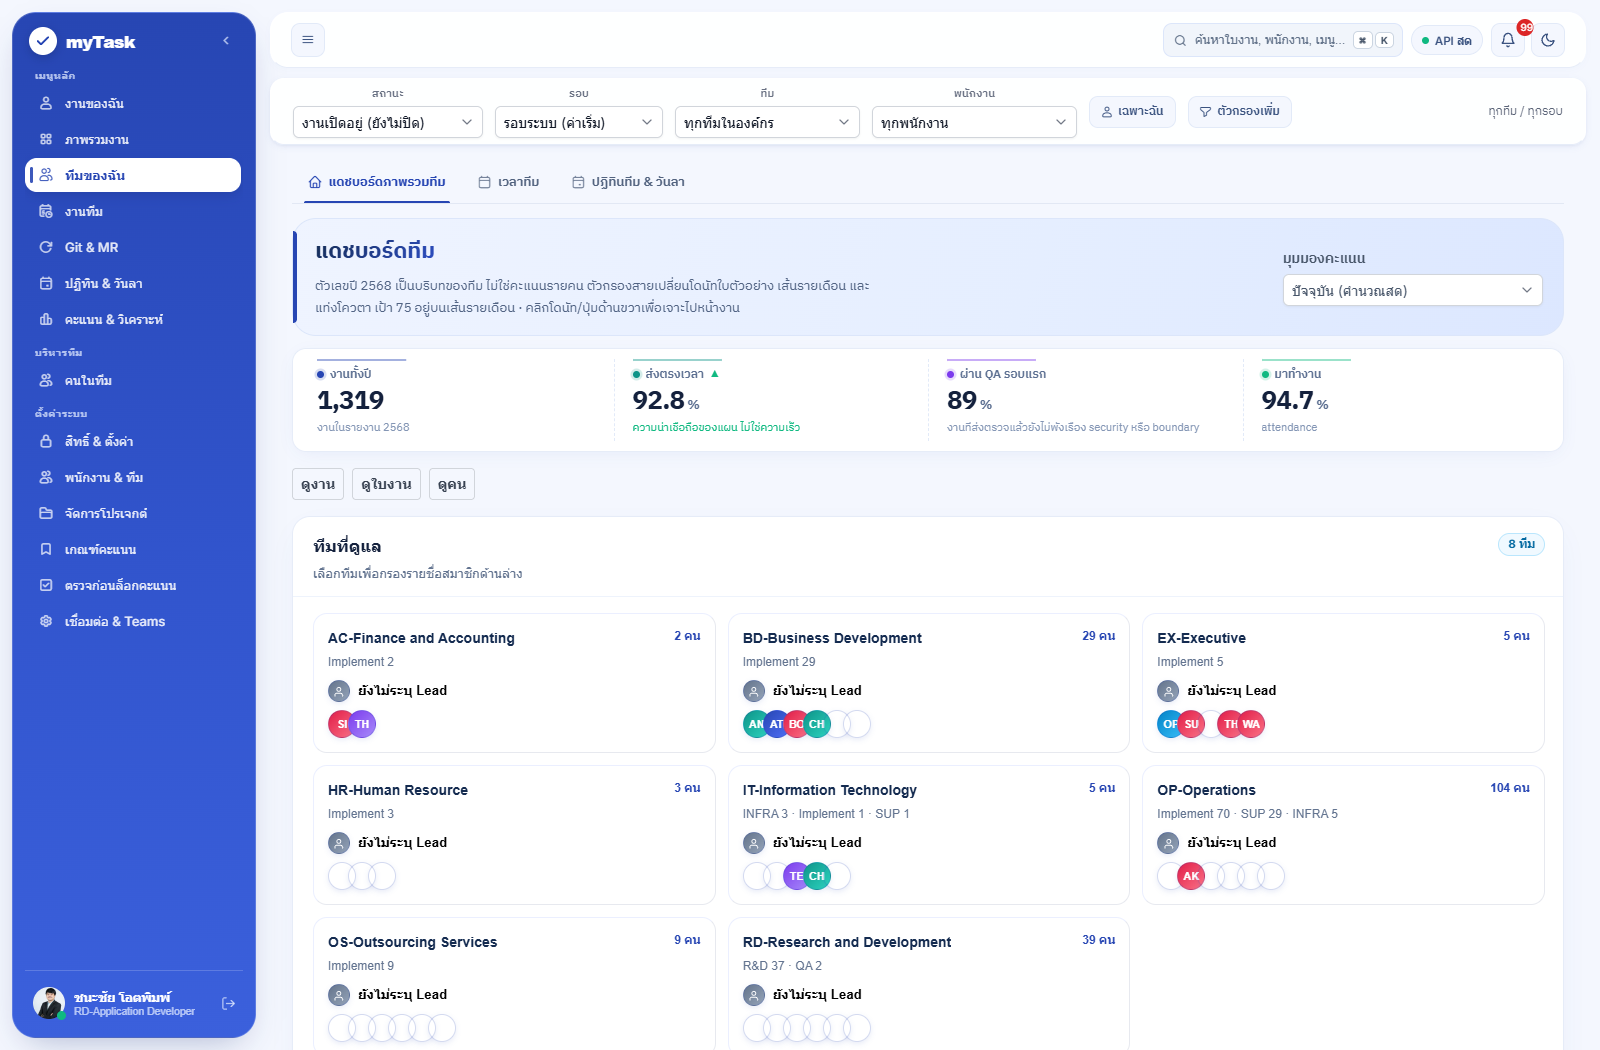 myTask
เมนูหลัก
งานของฉัน
ภาพรวมงาน
ทีมของฉัน
งานทีม
Git & MR
ปฏิทิน & วันลา
คะแนน & วิเคราะห์
บริหารทีม
คนในทีม
ตั้งค่าระบบ
สิทธิ์ & ตั้งค่า
พนักงาน & ทีม
จัดการโปรเจกต์
เกณฑ์คะแนน
ตรวจก่อนล็อกคะแนน
เชื่อมต่อ & Teams
ชนะชัย โอตพิมพ์
RD-Application Developer
ค้นหาใบงาน, พนักงาน, เมนู... ⌘ K
API สด
99
สถานะ รอบ ทีม พนักงาน
งานเปิดอยู่ (ยังไม่ปิด) รอบระบบ (ค่าเริ่ม) ทุกทีมในองค์กร ทุกพนักงาน
เฉพาะฉัน ตัวกรองเพิ่ม ทุกทีม / ทุกรอบ
แดชบอร์ดภาพรวมทีม เวลาทีม ปฏิทินทีม & วันลา
แดชบอร์ดทีม
ตัวเลขปี 2568 เป็นบริบทของทีม ไม่ใช่คะแนนรายคน ตัวกรองสายเปลี่ยนโดนัทใบตัวอย่าง เส้นรายเดือน และ
แท่งโควตา เป้า 75 อยู่บนเส้นรายเดือน · คลิกโดนัท/ปุ่มด้านขวาเพื่อเจาะไปหน้างาน
มุมมองคะแนน
ปัจจุบัน (คำนวณสด)
งานทั้งปี
1,319
งานในรายงาน 2568
ส่งตรงเวลา ▲
92.8 %
ความน่าเชื่อถือของแผน ไม่ใช่ความเร็ว
ผ่าน QA รอบแรก
89 %
งานที่ส่งตรวจแล้วยังไม่พังเรื่อง security หรือ boundary
มาทำงาน
94.7 %
attendance
ดูงาน ดูใบงาน ดูคน
ทีมที่ดูแล
8 ทีม
เลือกทีมเพื่อกรองรายชื่อสมาชิกด้านล่าง
AC-Finance and Accounting 2 คน
Implement 2
ยังไม่ระบุ Lead
SI TH
BD-Business Development 29 คน
Implement 29
ยังไม่ระบุ Lead
AN AT BO CH
EX-Executive 5 คน
Implement 5
ยังไม่ระบุ Lead
OP SU TH WA
HR-Human Resource 3 คน
Implement 3
ยังไม่ระบุ Lead
IT-Information Technology 5 คน
INFRA 3 · Implement 1 · SUP 1
ยังไม่ระบุ Lead
TE CH
OP-Operations 104 คน
Implement 70 · SUP 29 · INFRA 5
ยังไม่ระบุ Lead
AK
OS-Outsourcing Services 9 คน
Implement 9
ยังไม่ระบุ Lead
RD-Research and Development 39 คน
R&D 37 · QA 2
ยังไม่ระบุ Lead